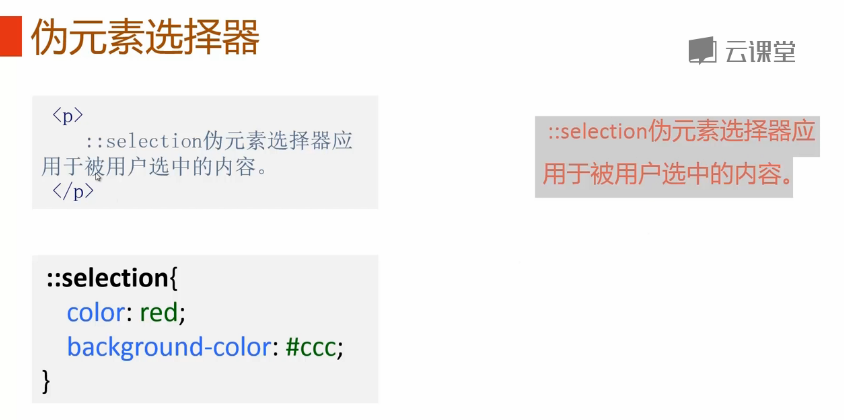 伪元素选择器
云课堂
<p>
::selection伪元素选择器应
用于被用户选中的内容。
</p>
::selection伪元素选择器应
用于被用户选中的内容。
::selection{
color: red;
background-color: #ccc;
}